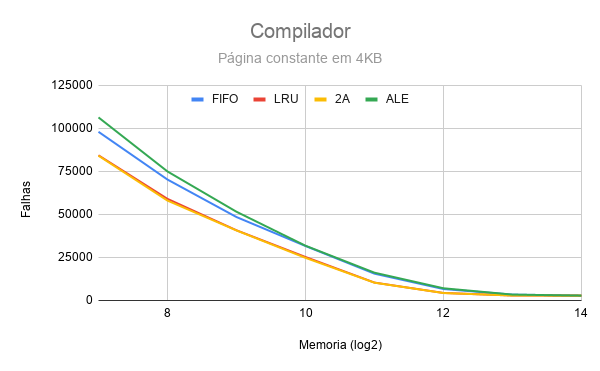 Compilador
Página constante em 4KB
FIFO LRU 2A ALE
125000
100000
75000
50000
25000
0
Falhas
8 10 12 14
Memoria (log2)